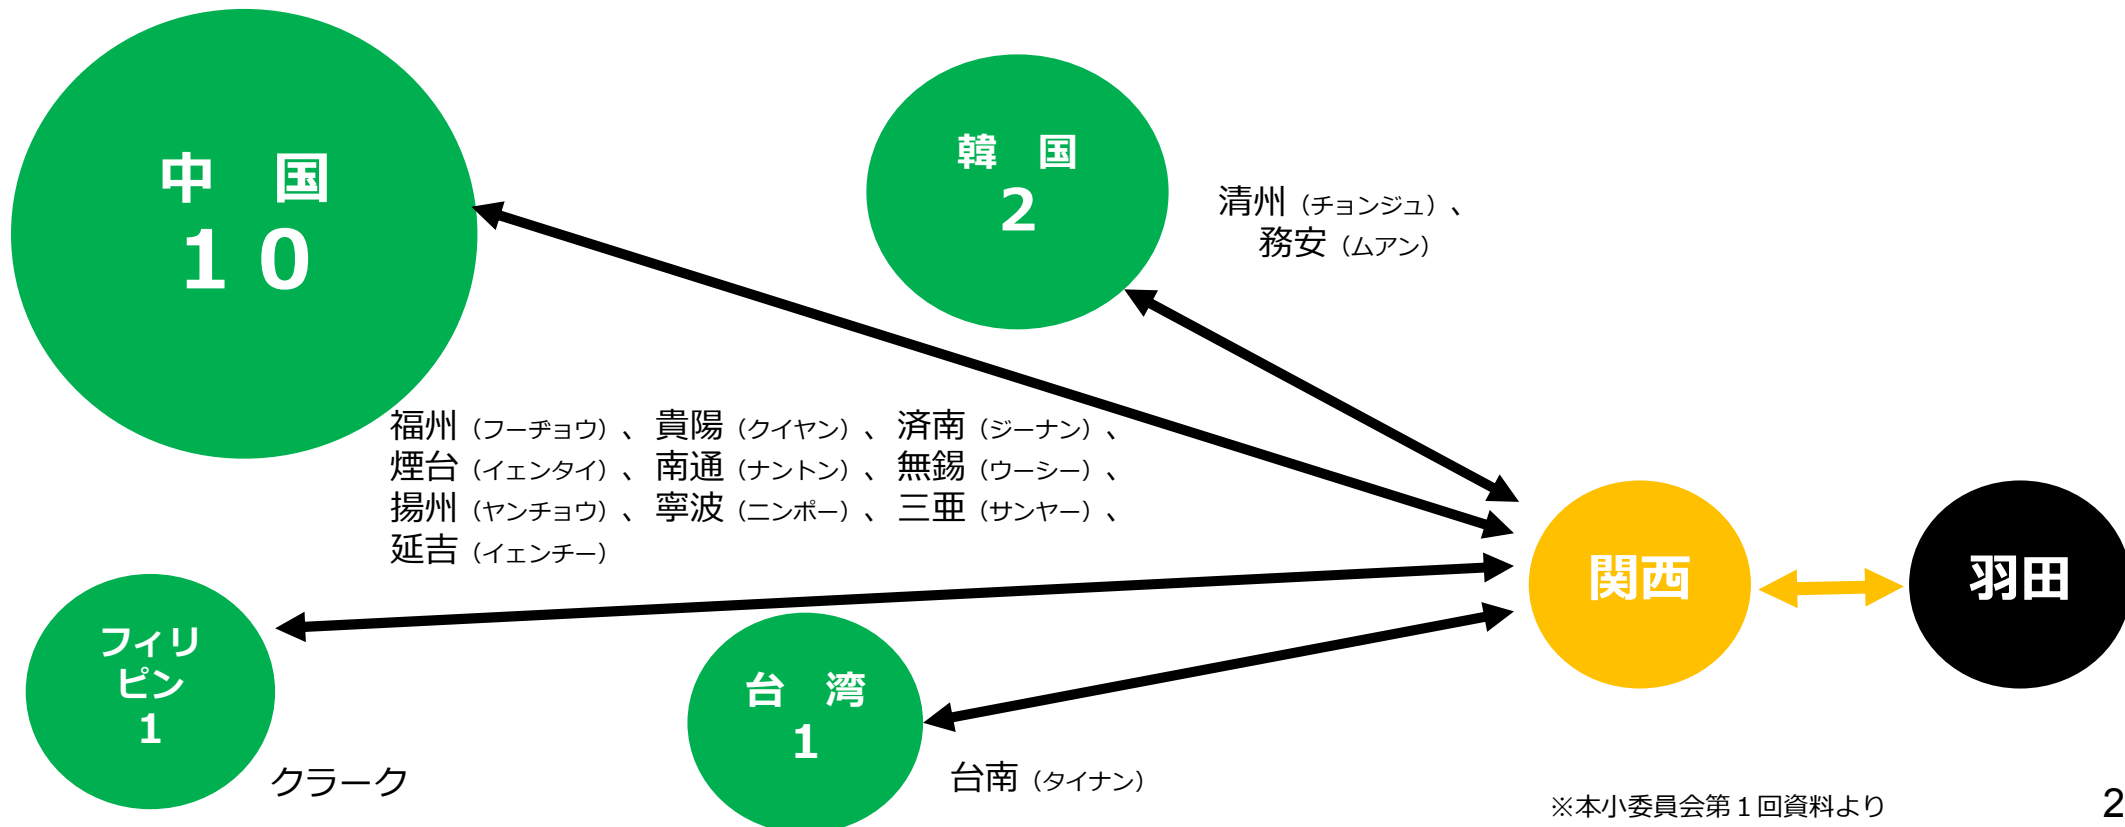 中　国
１０
韓　国
２
清州（チョンジュ）、
務安（ムアン）
福州（フーヂョウ）、貴陽（クイヤン）、済南（ジーナン）、
煙台（イェンタイ）、南通（ナントン）、無錫（ウーシー）、
揚州（ヤンチョウ）、寧波（ニンポー）、三亜（サンヤー）、
延吉（イェンチー）
関西
羽田
フィリ
ピン
１
クラーク
台　湾
１
台南（タイナン）
※本小委員会第１回資料より
2